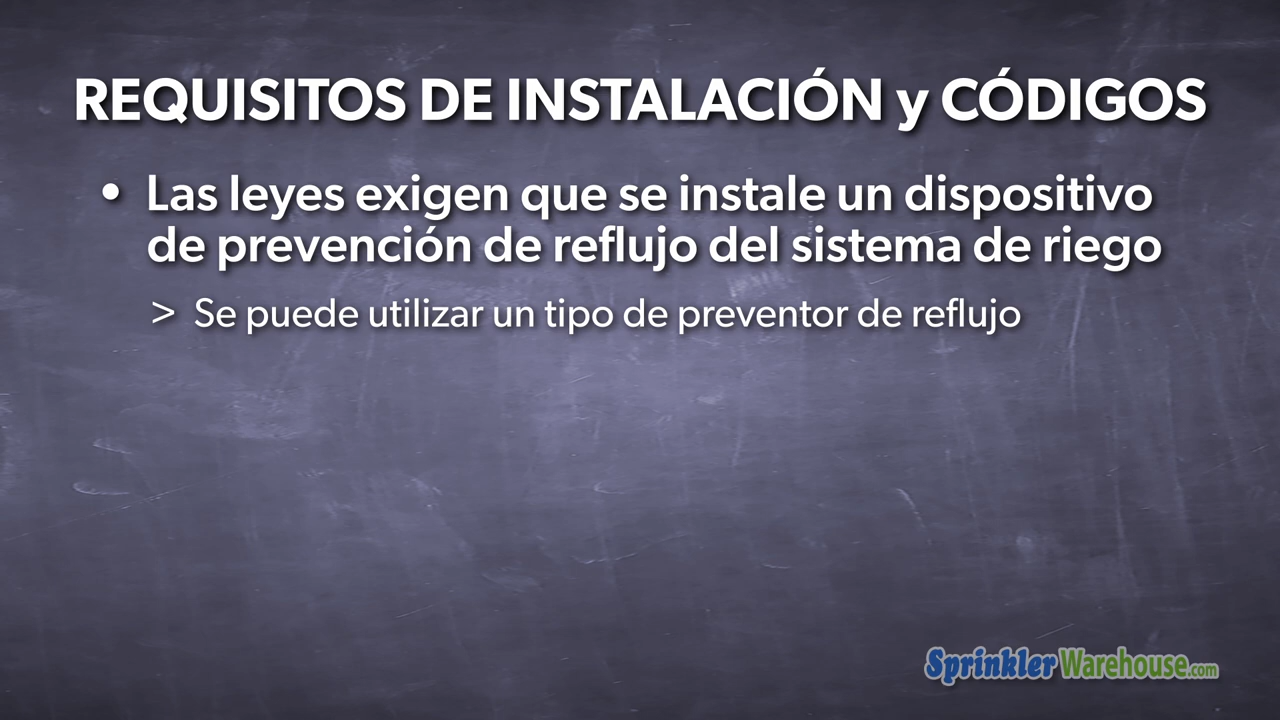 REQUISITOS DE INSTALACIÓN y CÓDIGOS
• Las leyes exigen que se instale un dispositivo
de prevención de reflujo del sistema de riego
> Se puede utilizar un tipo de preventor de reflujo
SprinklerWarehouse.com